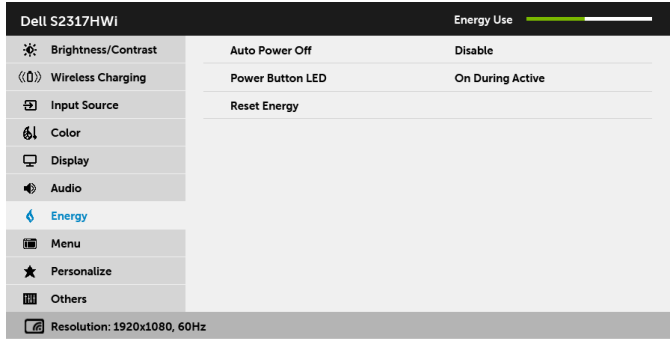 Dell S2317HWi
Energy Use
Brightness/Contrast
Auto Power Off
Disable
Wireless Charging
Power Button LED
On During Active
Input Source
Reset Energy
Color
Display
Audio
Energy
Menu
Personalize
Others
Resolution: 1920x1080, 60Hz